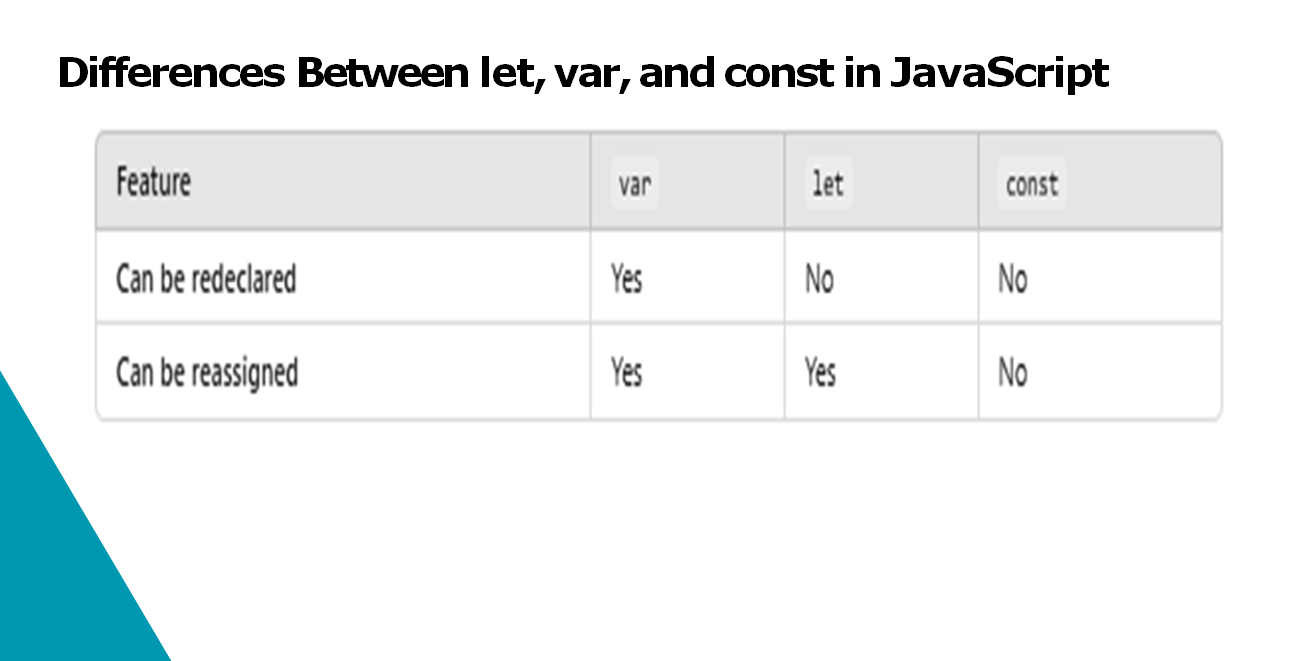 Differences Between let, var, and const in JavaScript
Feature var let const
Can be redeclared Yes No No
Can be reassigned Yes Yes No